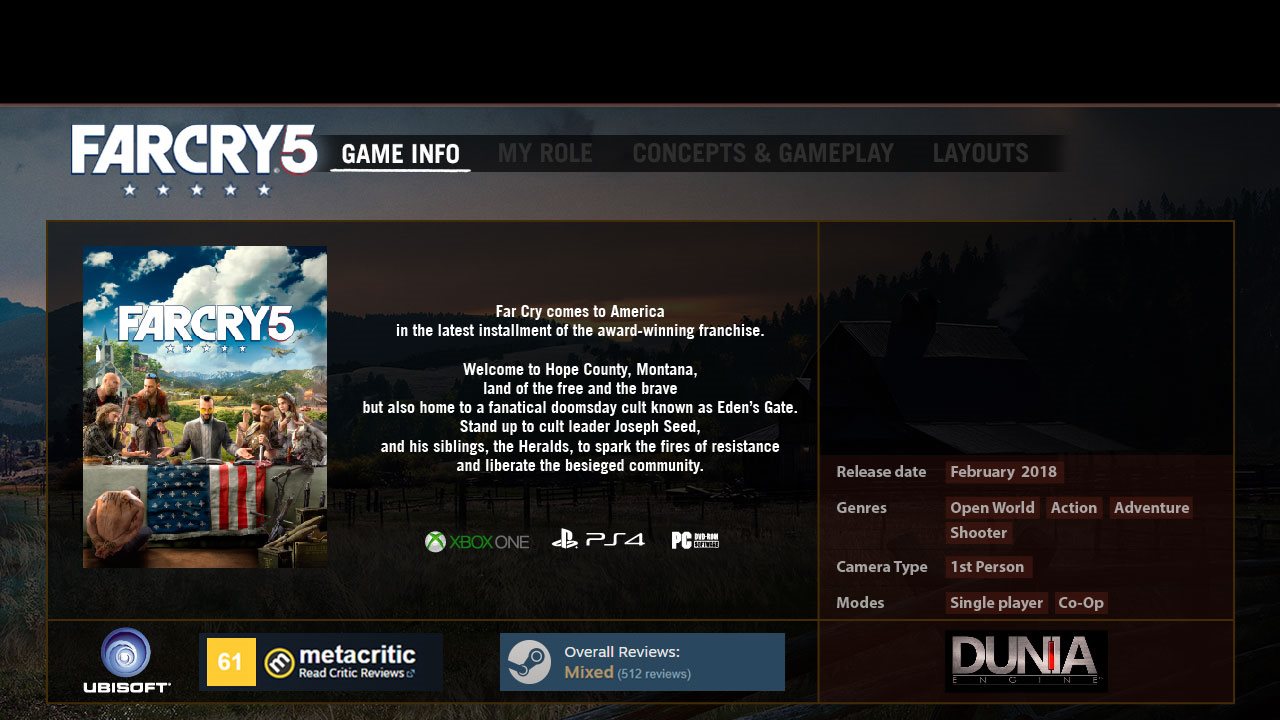 FARCRY5
GAME INFO
MY ROLE
CONCEPTS & GAMEPLAY
LAYOUTS
FARCRY5
Far Cry comes to America
in the latest installment of the award-winning franchise.
Welcome to Hope County, Montana,
land of the free and the brave
but also home to a fanatical doomsday cult known as Eden’s Gate.
Stand up to cult leader Joseph Seed,
and his siblings, the Heralds, to spark the fires of resistance
and liberate the besieged community.
XBOX ONE
PS4
PC DVD-ROM
SOFTWARE
Release date February 2018
Genres Open World Action Adventure
Shooter
Camera Type 1st Person
Modes Single player Co-Op
UBISOFT
61
metacritic
Read Critic Reviews
Overall Reviews:
Mixed (512 reviews)
DUNIA
ENGINE